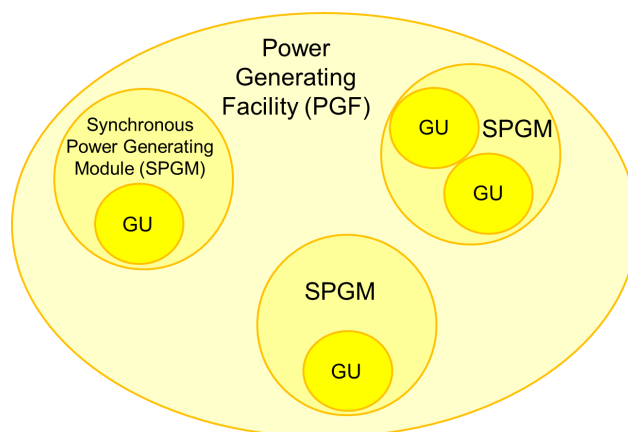 Power
Generating
Facility (PGF)
Synchronous
Power Generating
Module (SPGM)
GU
GU
SPGM
GU
SPGM
GU